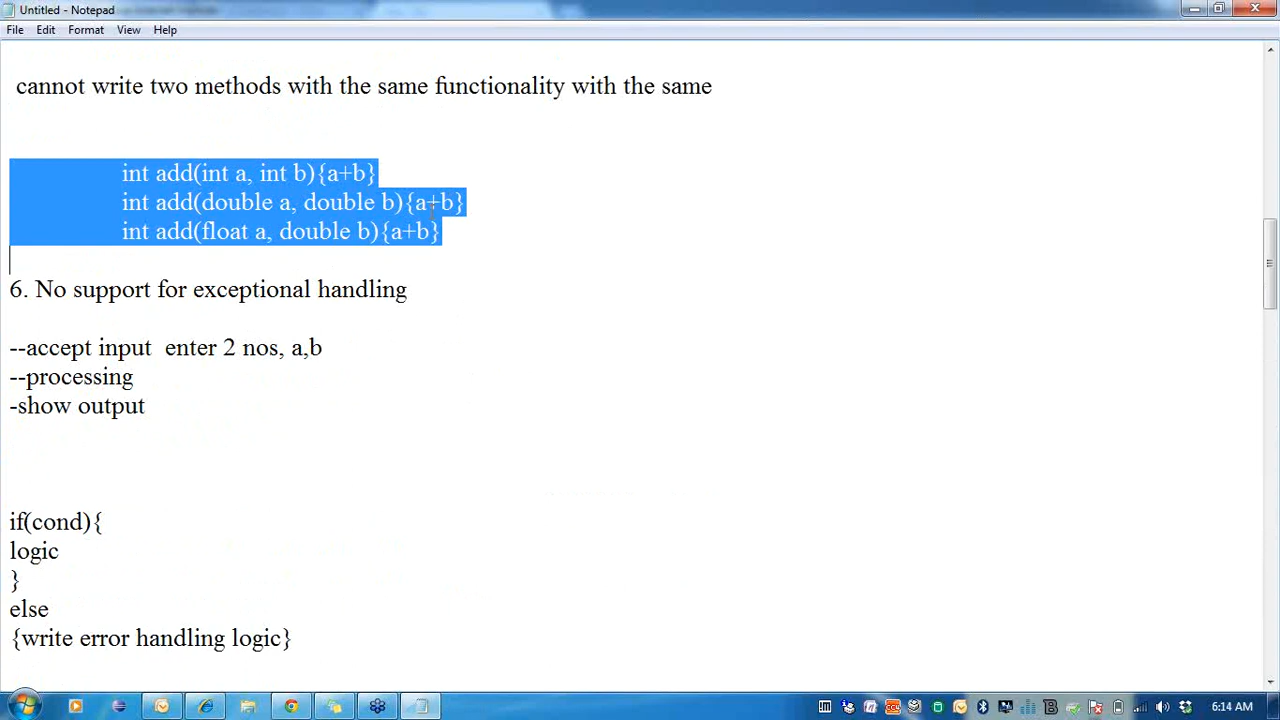 Untitled - Notepad
File Edit Format View Help
cannot write two methods with the same functionality with the same
int add(int a, int b){a+b}
int add(double a, double b){a+b}
int add(float a, double b){a+b}
6. No support for exceptional handling
--accept input  enter 2 nos, a,b
--processing
-show output
if(cond){
logic
}
else
{write error handling logic}
6:14 AM